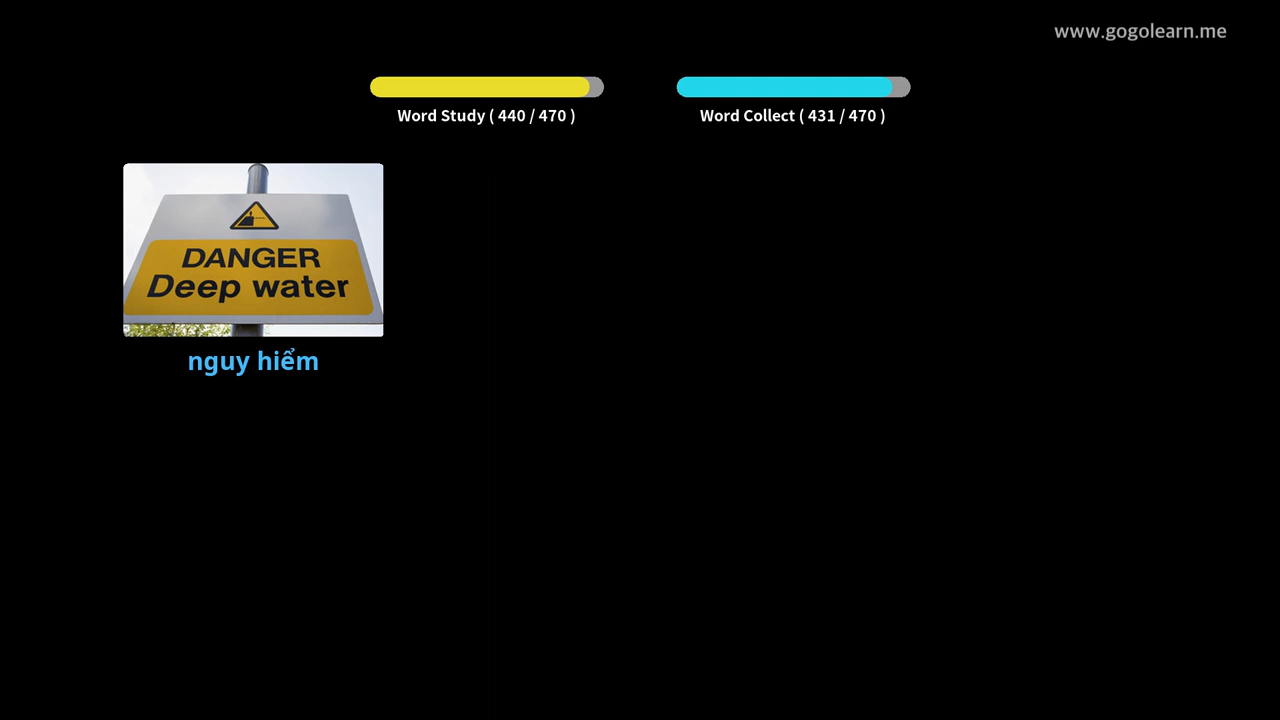 www.gogolearn.me
Word Study ( 440 / 470 )
Word Collect ( 431 / 470 )
DANGER
Deep water
nguy hiểm